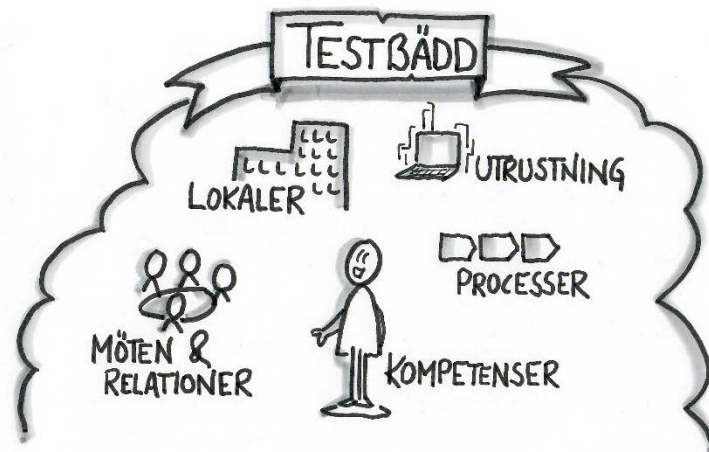 TESTBÄDD
LOKALER
UTRUSTNING
PROCESSER
MÖTEN &
RELATIONER
KOMPETENSER